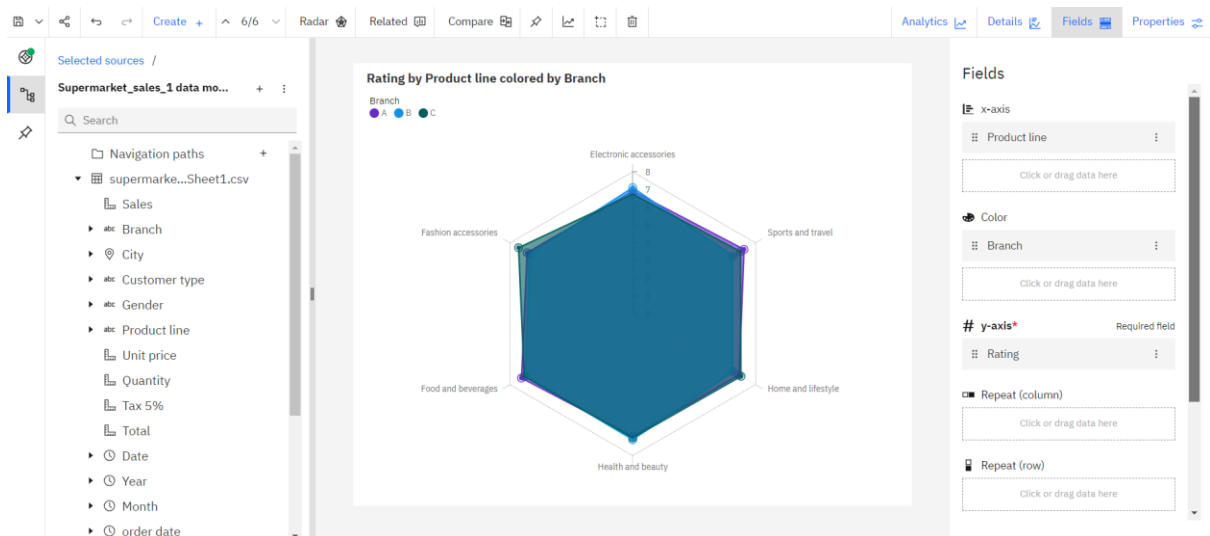 Create +
6/6
Radar
Related
Compare
Analytics
Details
Fields
Properties
Selected sources /
Supermarket_sales_1 data mo... +
Search
Navigation paths +
supermarke...Sheet1.csv
Sales
abc Branch
City
abc Customer type
abc Gender
abc Product line
Unit price
Quantity
Tax 5%
Total
Date
Year
Month
order date
Rating by Product line colored by Branch
Branch
A B C
Electronic accessories
8
7
Fashion accessories
Sports and travel
Food and beverages
Home and lifestyle
Health and beauty
Fields
x-axis
Product line
Click or drag data here
Color
Branch
Click or drag data here
# y-axis* Required field
Rating
Repeat (column)
Click or drag data here
Repeat (row)
Click or drag data here